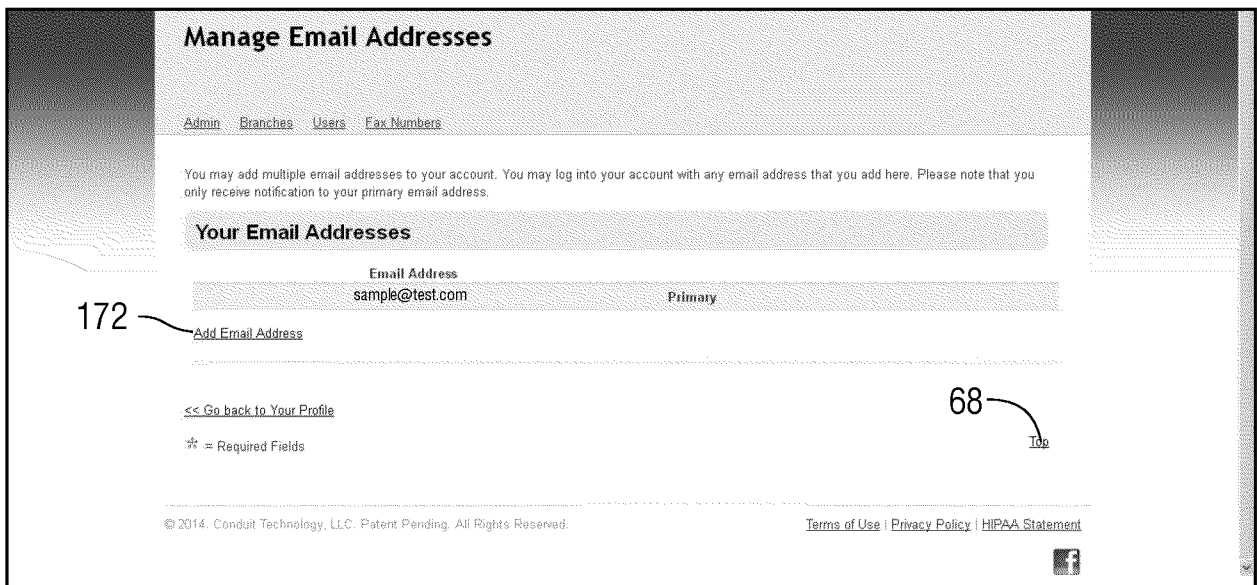 Manage Email Addresses
Admin Branches Users Fax Numbers
You may add multiple email addresses to your account. You may log into your account with any email address that you add here. Please note that you
only receive notification to your primary email address.
Your Email Addresses
Email Address
sample@test.com Primary
172
Add Email Address
<< Go back to Your Profile
68
* = Required Fields
Top
© 2014. Conduit Technology, LLC. Patent Pending. All Rights Reserved.
Terms of Use | Privacy Policy | HIPAA Statement
f